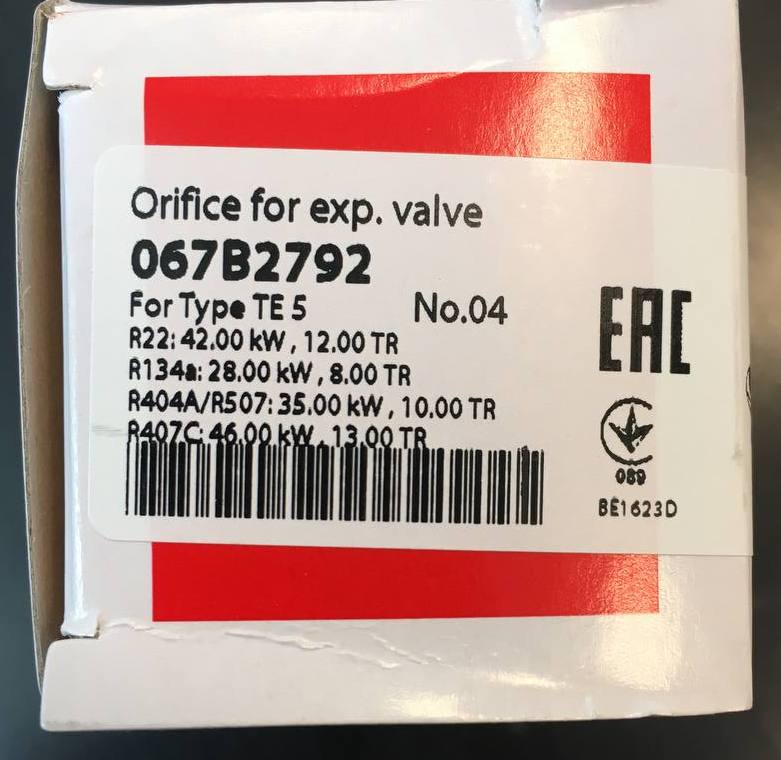 Orifice for exp. valve
067B2792
For Type TE 5 No.04
R22: 42.00 kW , 12.00 TR
R134a: 28.00 kW , 8.00 TR
R404A/R507: 35.00 kW , 10.00 TR
R407C: 46.00 kW , 13.00 TR
EAC
089
BE1623D